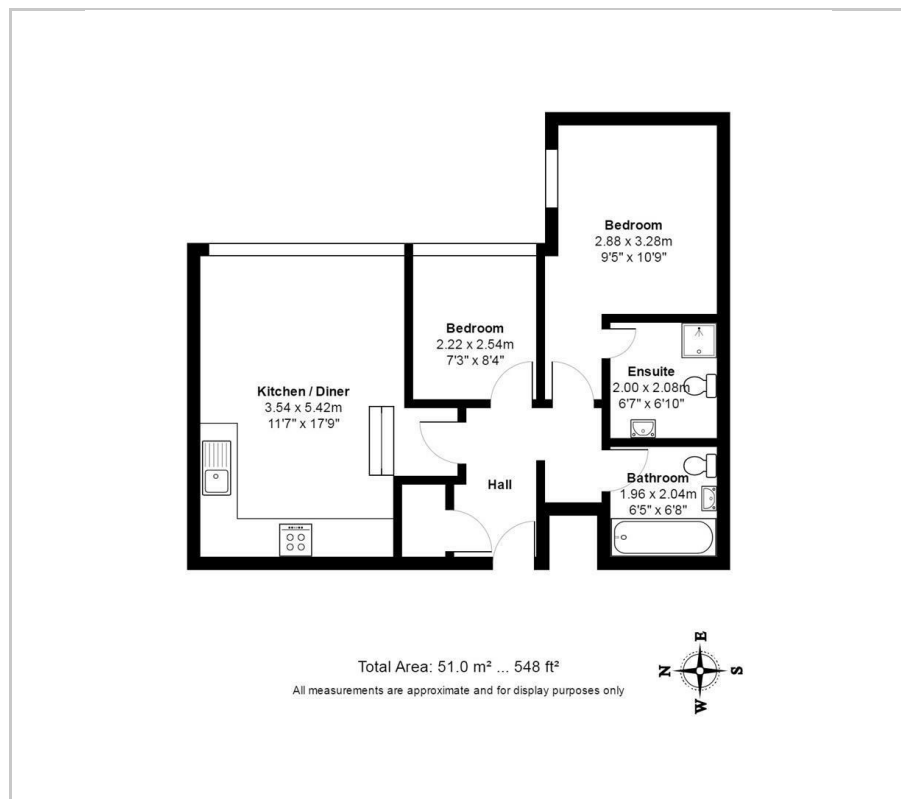 Bedroom
2.88 x 3.28m
9'5" x 10'9"
Bedroom
2.22 x 2.54m
7'3" x 8'4"
Kitchen / Diner
3.54 x 5.42m
11'7" x 17'9"
Ensuite
2.00 x 2.08m
6'7" x 6'10"
Hall
Bathroom
1.96 x 2.04m
6'5" x 6'8"
Total Area: 51.0 m² ... 548 ft²
All measurements are approximate and for display purposes only
E
N
S
W